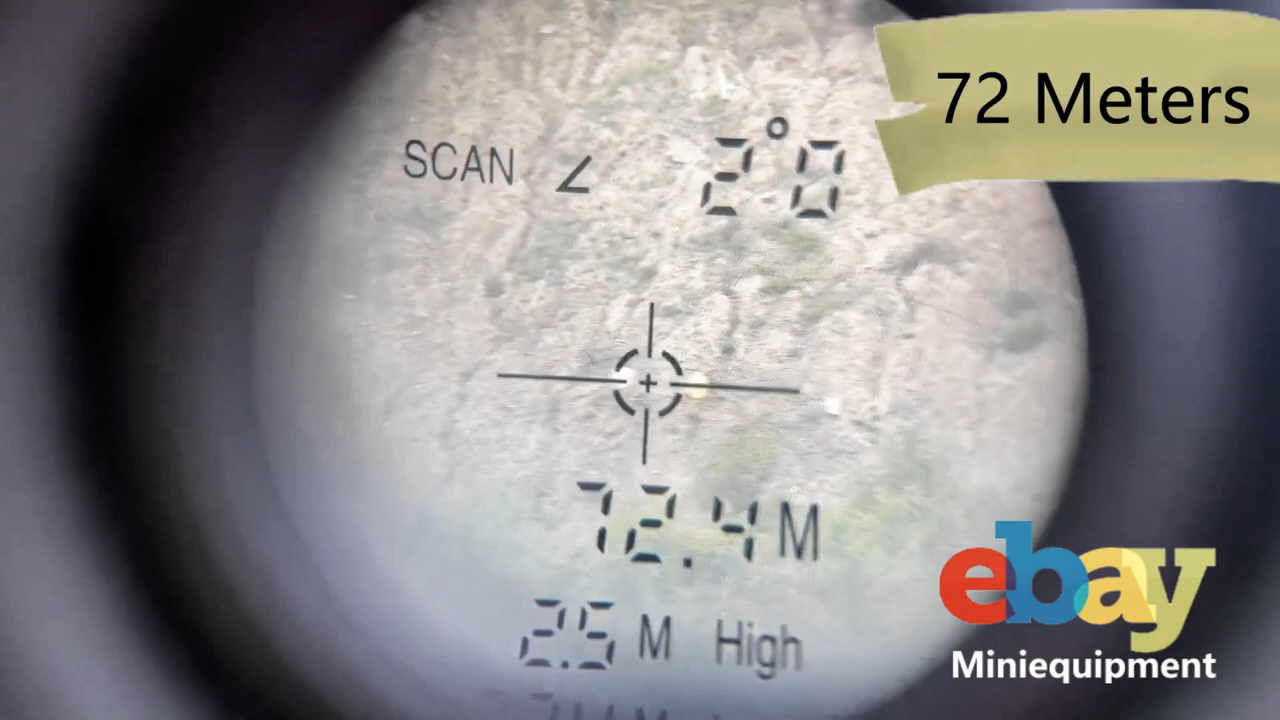 72 Meters
SCAN ∠ 2°0
72.4 M
2.5 M High
ebay
Miniequipment